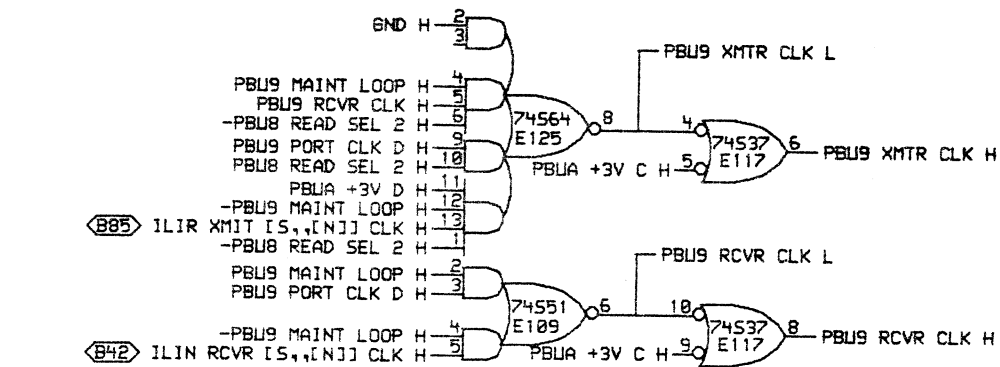 GND H 2
3
PBU9 XMTR CLK L
PBU9 MAINT LOOP H 4
PBU9 RCVR CLK H 5
-PBU8 READ SEL 2 H 6
74S64
E125
8
4
74S37
E117
6
PBU9 XMTR CLK H
PBU9 PORT CLK D H 9
PBU8 READ SEL 2 H 10
PBUA +3V C H 5
PBUA +3V D H 11
-PBU9 MAINT LOOP H 12
B85 ILIR XMIT [S,,[N]] CLK H 13
-PBU8 READ SEL 2 H 1
PBU9 RCVR CLK L
PBU9 MAINT LOOP H 2
PBU9 PORT CLK D H 3
74S51
E109
6
10
74S37
E117
8
PBU9 RCVR CLK H
-PBU9 MAINT LOOP H 4
B42 ILIN RCVR [S,,[N]] CLK H 5
PBUA +3V C H 9